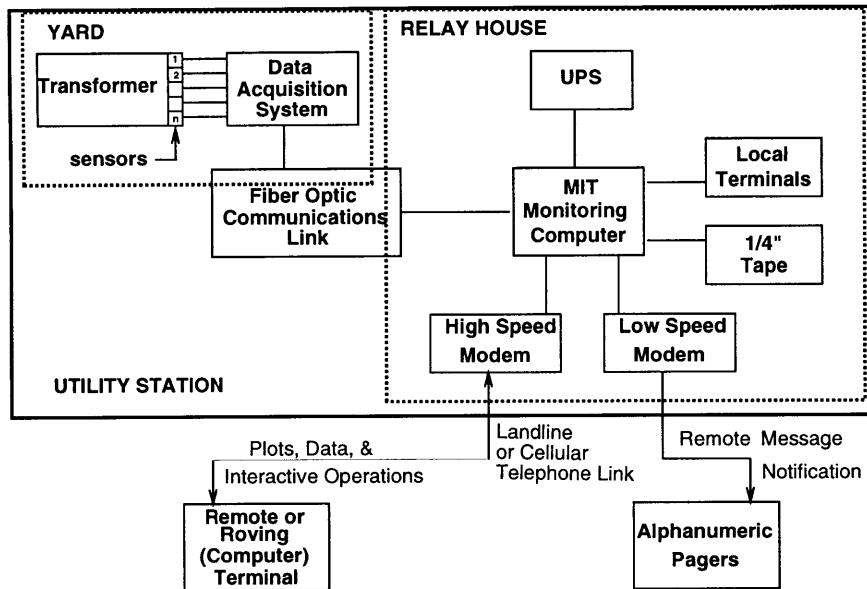 YARD
RELAY HOUSE
Transformer
1
2
n
sensors
Data
Acquisition
System
UPS
Fiber Optic
Communications
Link
MIT
Monitoring
Computer
Local
Terminals
1/4"
Tape
High Speed
Modem
Low Speed
Modem
UTILITY STATION
Plots, Data, &
Interactive Operations
Landline
or Cellular
Telephone Link
Remote Message
Notification
Remote or
Roving
(Computer)
Terminal
Alphanumeric
Pagers